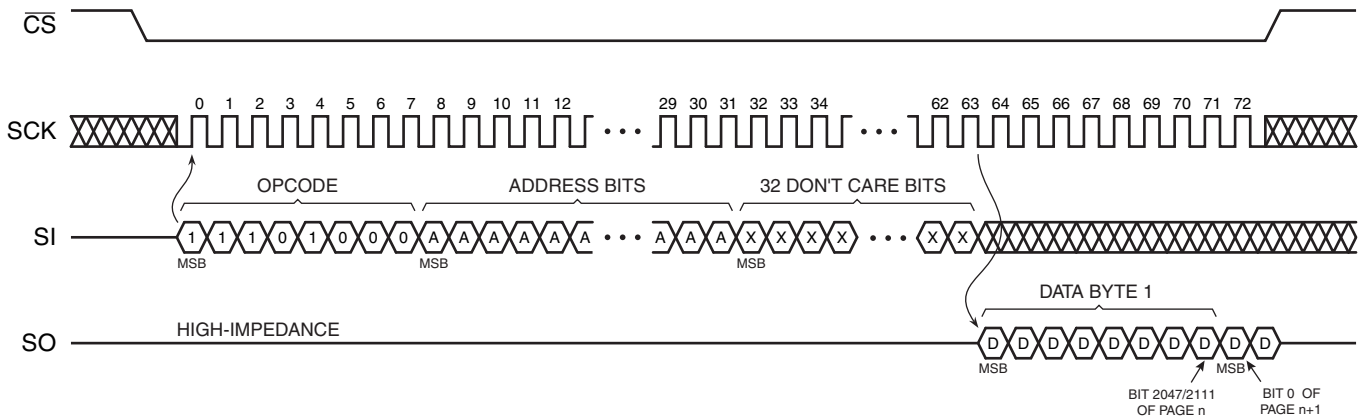 CS
0 1 2 3 4 5 6 7 8 9 10 11 12 29 30 31 32 33 34 62 63 64 65 66 67 68 69 70 71 72
SCK
OPCODE ADDRESS BITS 32 DON'T CARE BITS
SI 1 1 1 0 1 0 0 0 A A A A A A A A A X X X X X X
MSB MSB MSB
DATA BYTE 1
HIGH-IMPEDANCE
SO D D D D D D D D D D
MSB MSB
BIT 2047/2111
OF PAGE n
BIT 0 OF
PAGE n+1